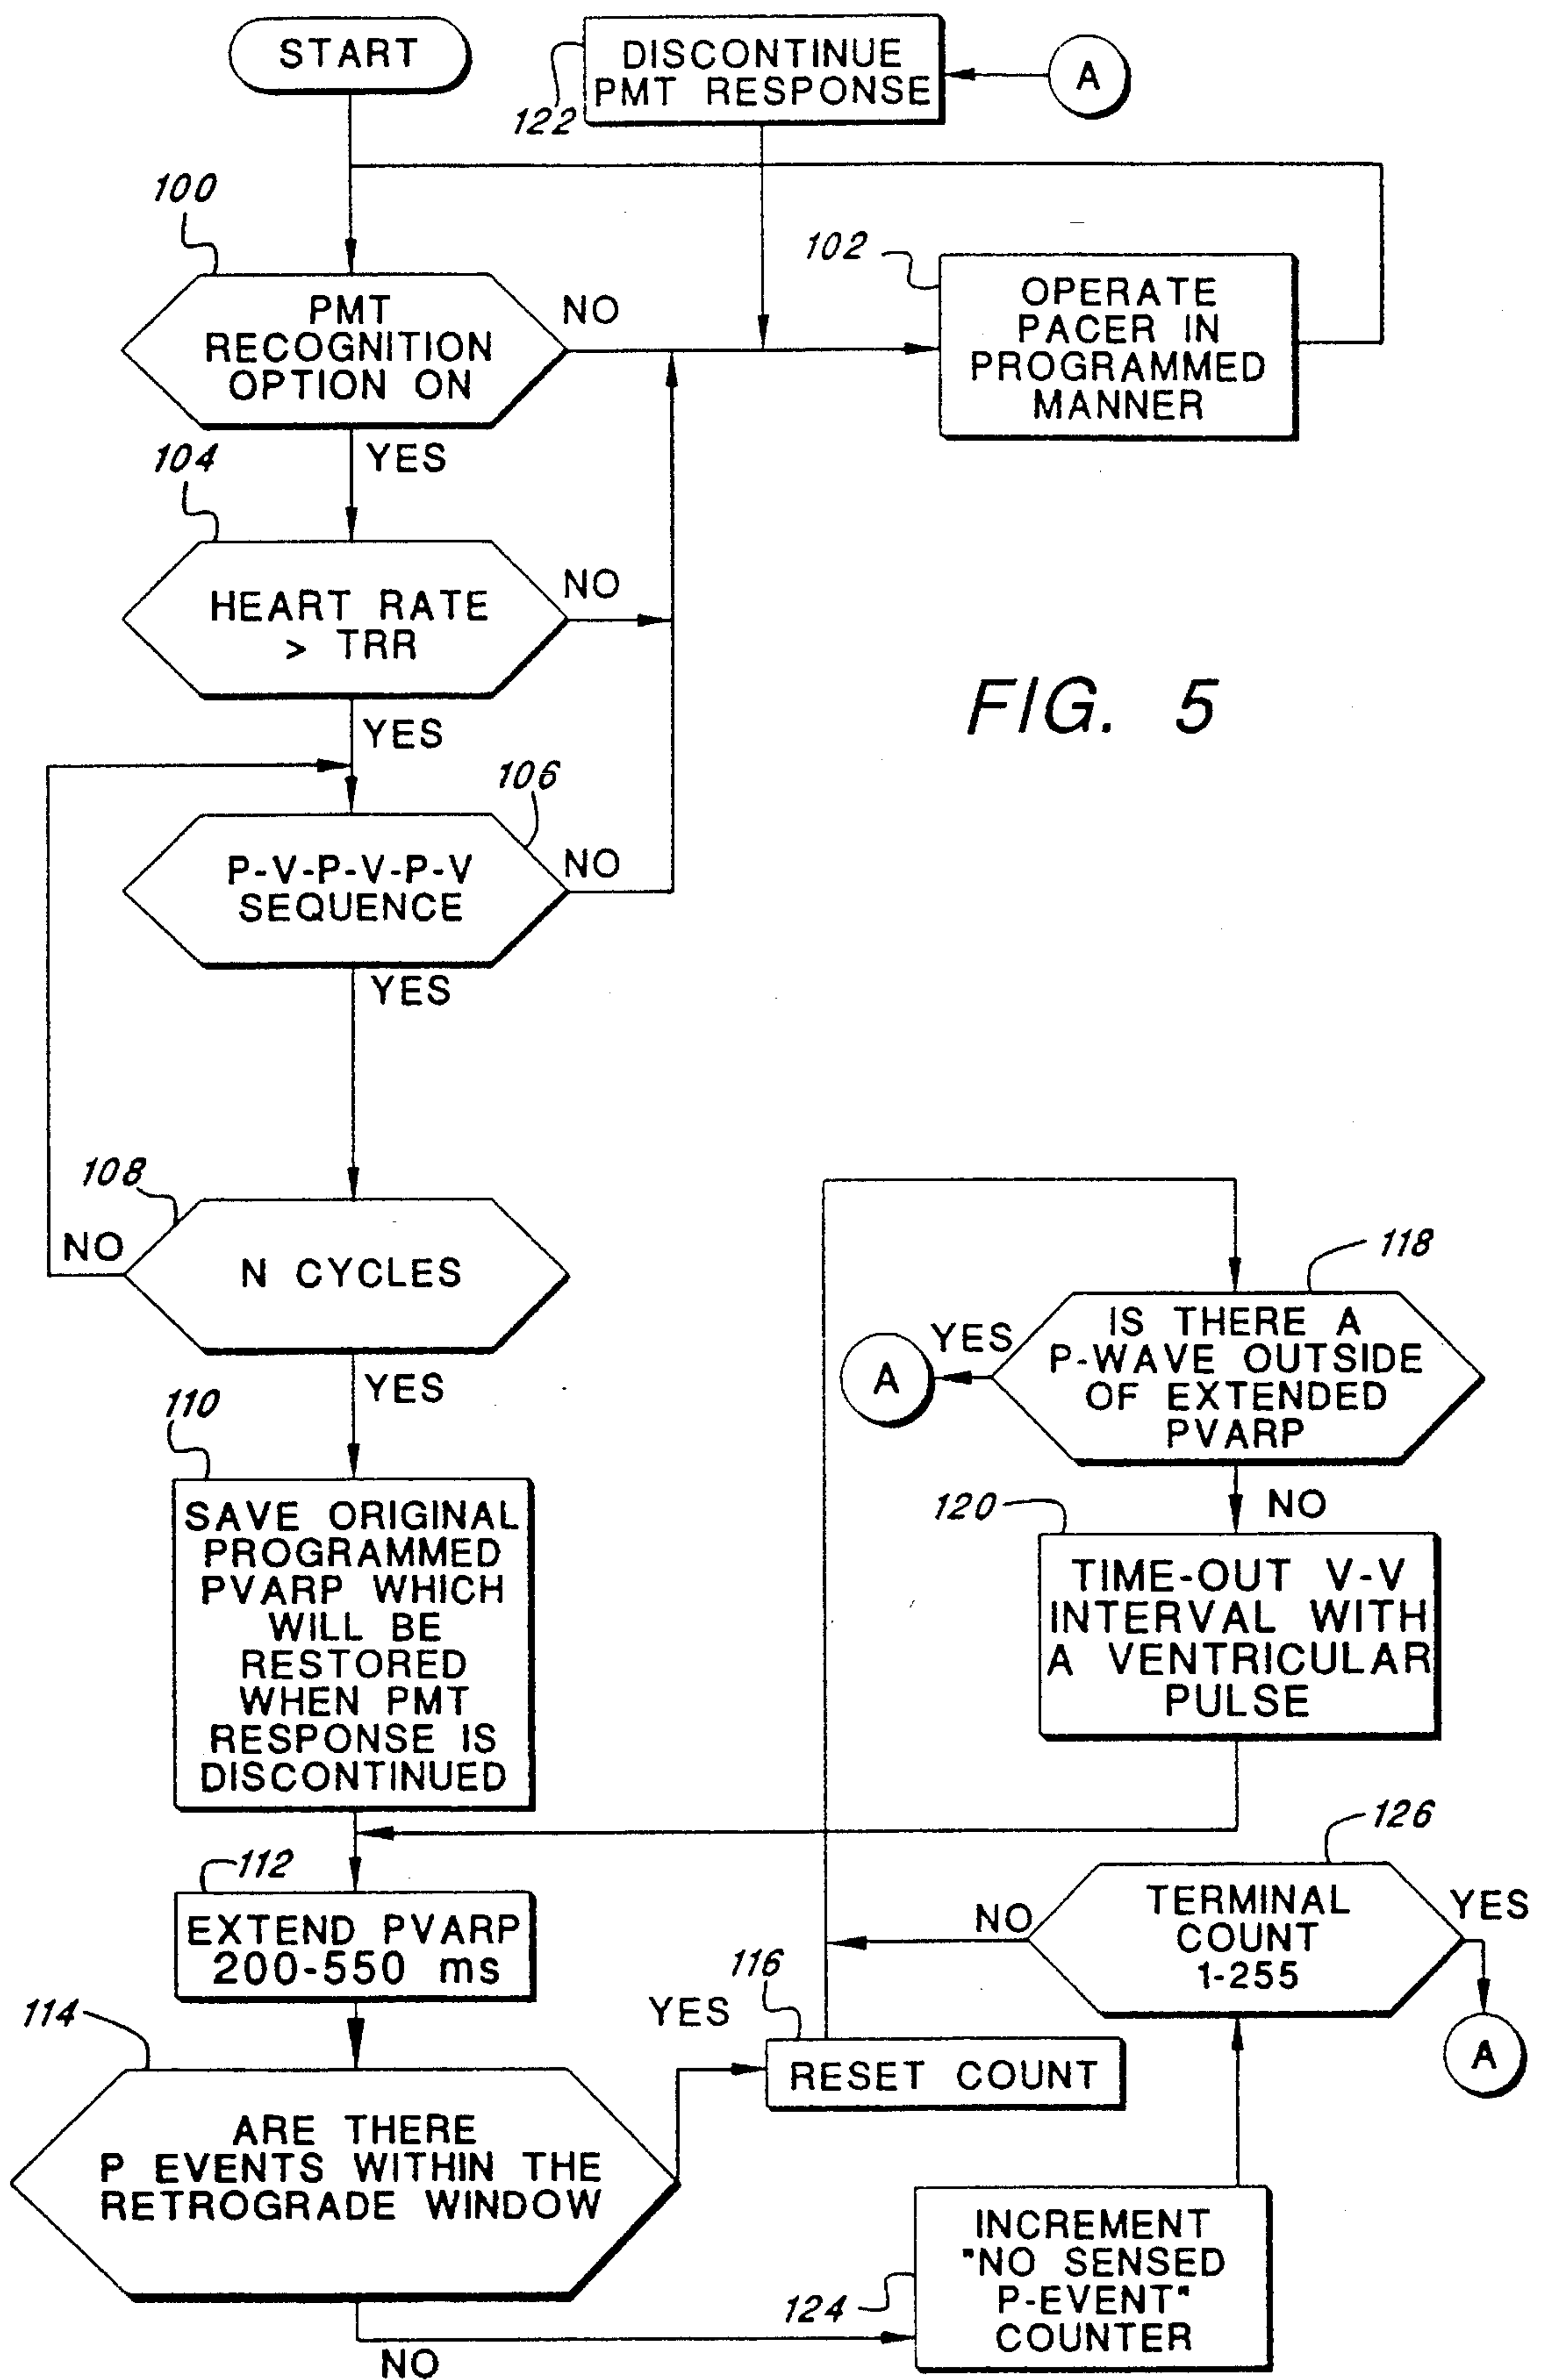 START
DISCONTINUE
PMT RESPONSE
A
122
100
PMT
RECOGNITION
OPTION ON
NO
102
OPERATE
PACER IN
PROGRAMMED
MANNER
YES
104
HEART RATE
> TRR
NO
YES
FIG. 5
106
P-V-P-V-P-V
SEQUENCE
NO
YES
108
NO
N CYCLES
YES
118
IS THERE A
P-WAVE OUTSIDE
OF EXTENDED
PVARP
YES
A
NO
110
SAVE ORIGINAL
PROGRAMMED
PVARP WHICH
WILL BE
RESTORED
WHEN PMT
RESPONSE IS
DISCONTINUED
120
TIME-OUT V-V
INTERVAL WITH
A VENTRICULAR
PULSE
112
EXTEND PVARP
200-550 ms
126
TERMINAL
COUNT
1-255
NO
YES
A
114
ARE THERE
P EVENTS WITHIN THE
RETROGRADE WINDOW
YES
116
RESET COUNT
NO
124
INCREMENT
"NO SENSED
P-EVENT"
COUNTER